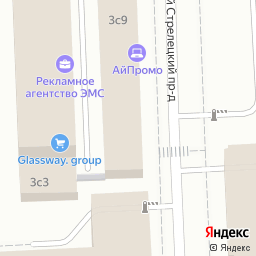 3с9
й Стрелецкий пр-д
Рекламное
агентство ЭМС
АйПромо
Glassway. group
3с3
Яндекс
© Яндекс